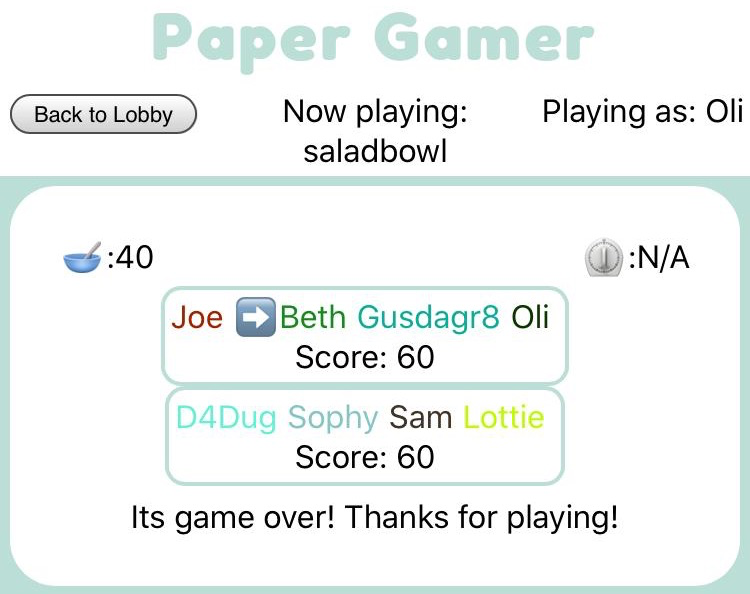 Paper Gamer
Back to Lobby
Now playing:
saladbowl
Playing as: Oli
:40
:N/A
Joe ➡️Beth Gusdagr8 Oli
Score: 60
D4Dug Sophy Sam Lottie
Score: 60
Its game over! Thanks for playing!